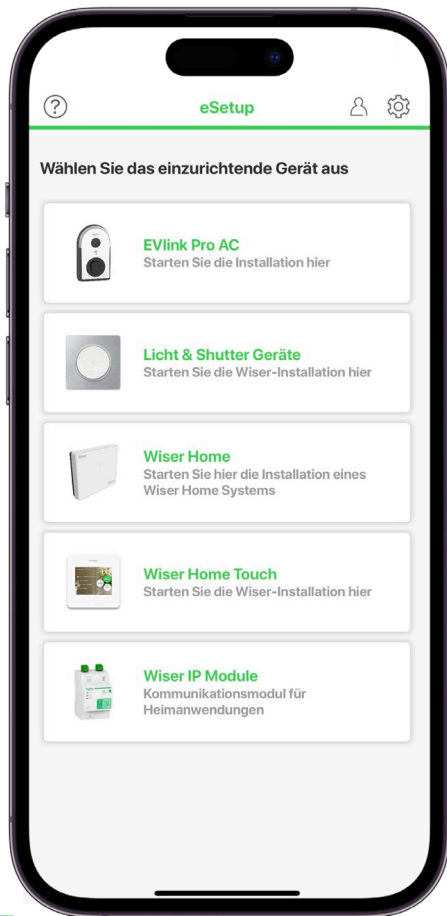 eSetup
Wählen Sie das einzurichtende Gerät aus
EVlink Pro AC
Starten Sie die Installation hier
Licht & Shutter Geräte
Starten Sie die Wiser-Installation hier
Wiser Home
Starten Sie hier die Installation eines
Wiser Home Systems
Wiser Home Touch
Starten Sie die Wiser-Installation hier
Wiser IP Module
Kommunikationsmodul für
Heimanwendungen